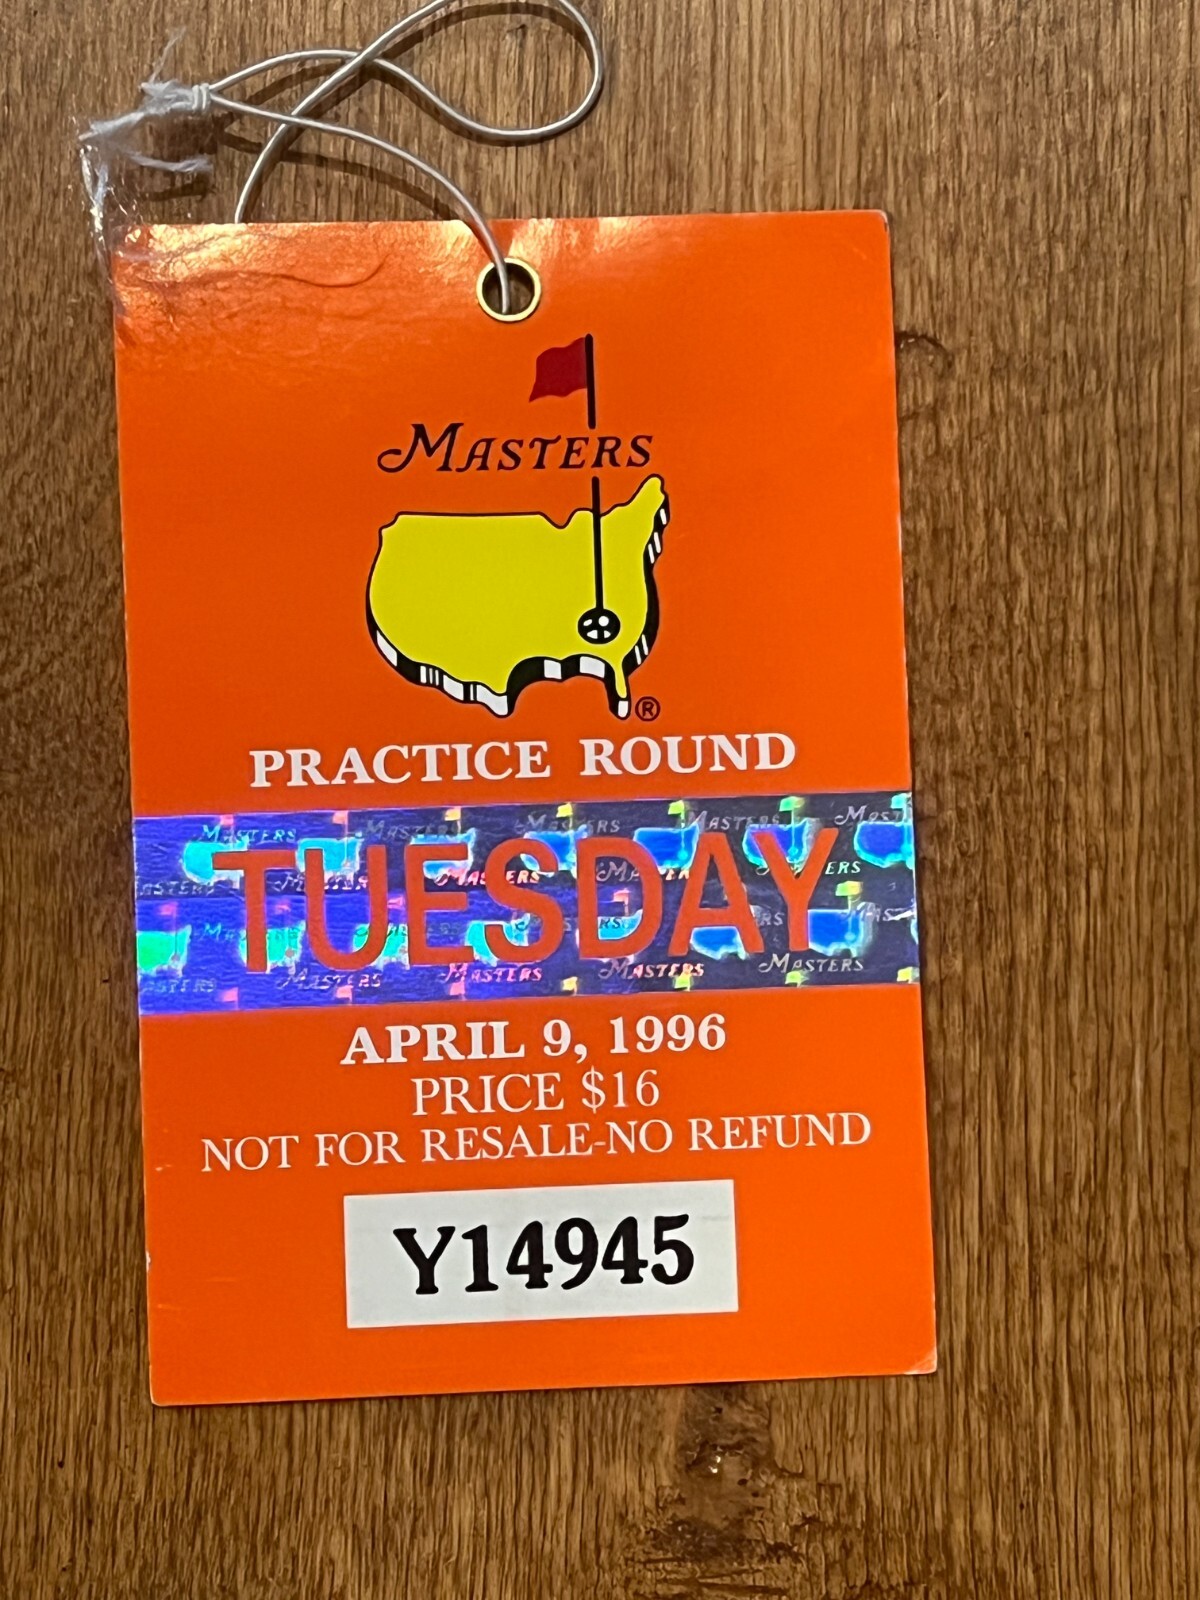 MASTERS
®
PRACTICE ROUND
TUESDAY
APRIL 9, 1996
PRICE $16
NOT FOR RESALE-NO REFUND
Y14945